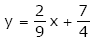 y = 2/9 x + 7/4